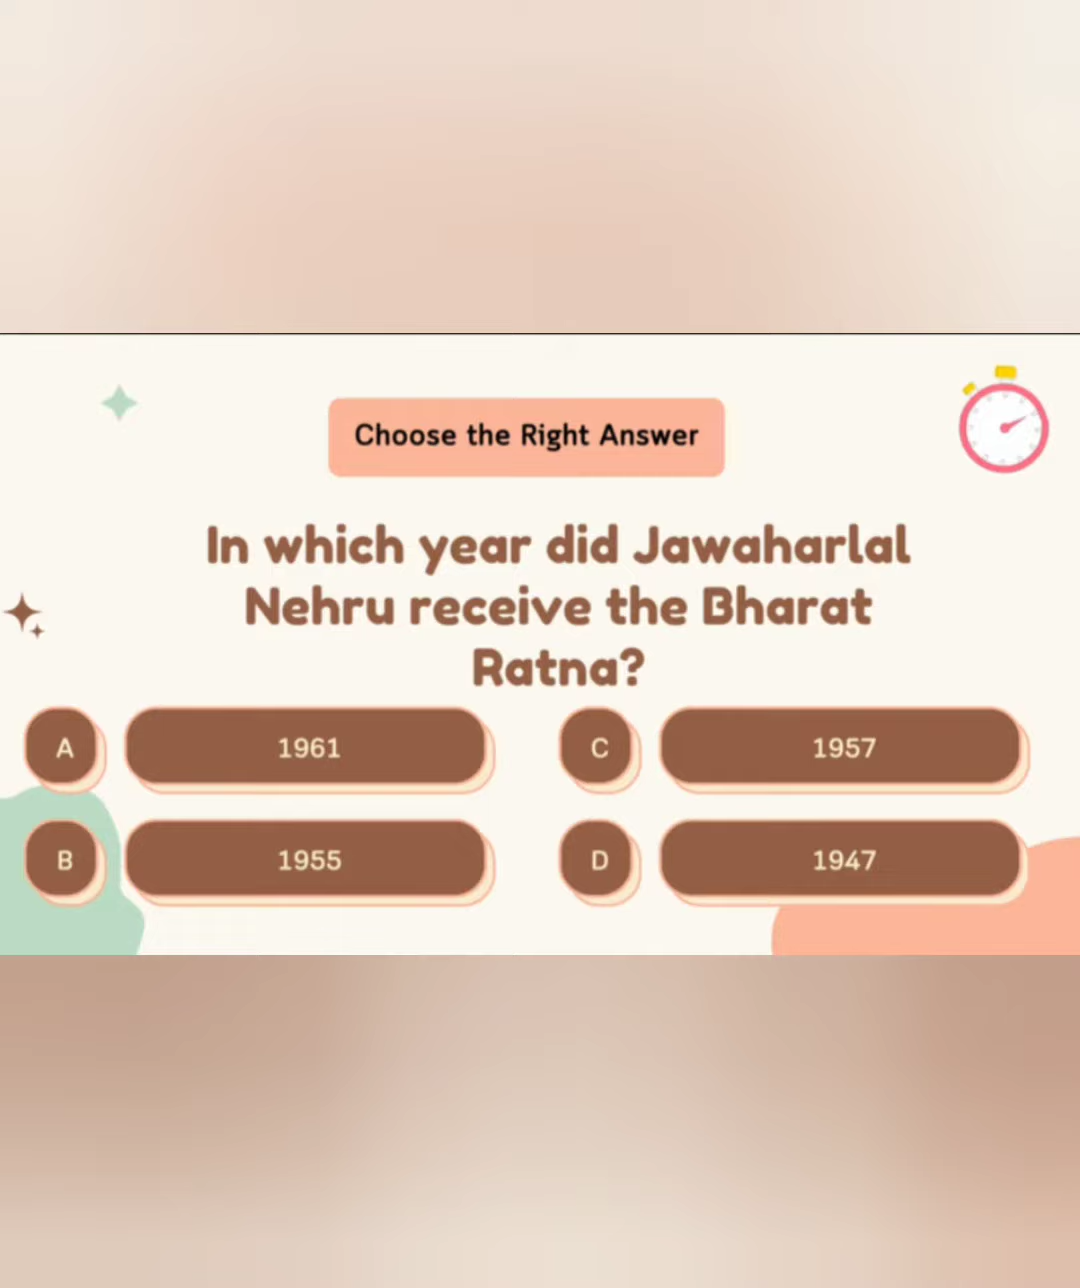 Choose the Right Answer
In which year did Jawaharlal
Nehru receive the Bharat
Ratna?
A 1961
C 1957
B 1955
D 1947